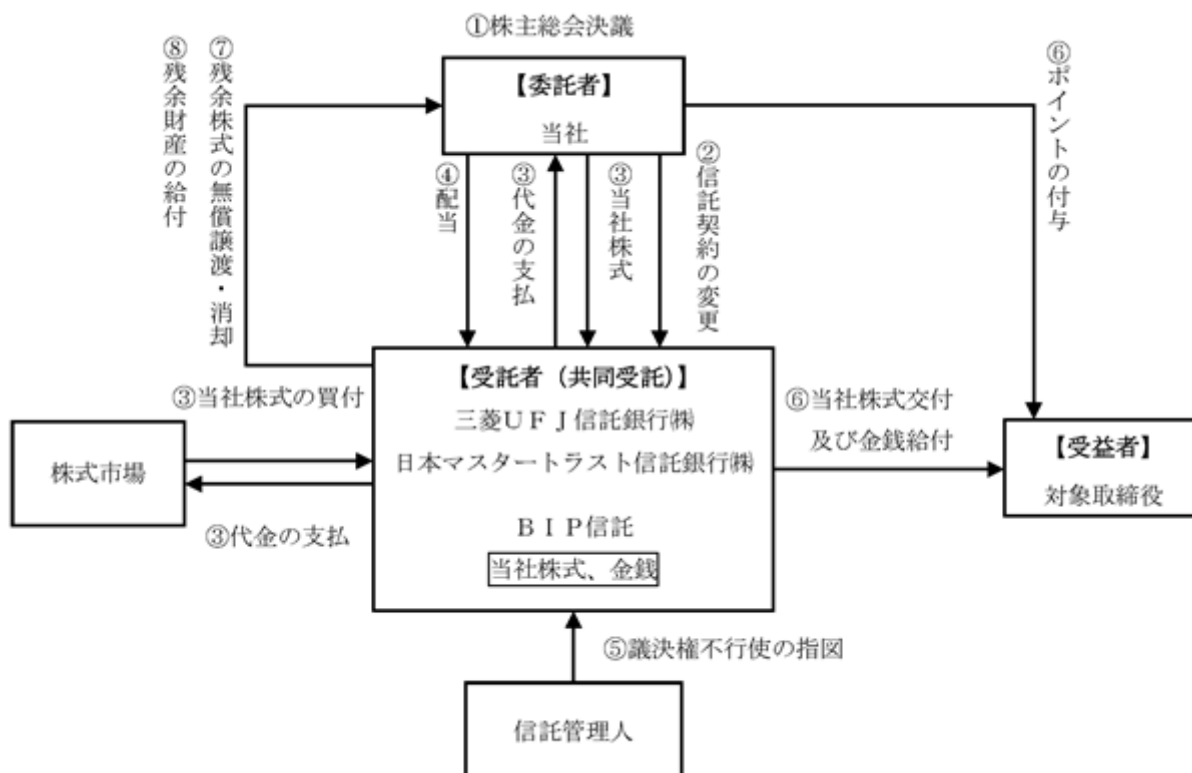 ①株主総会決議
【委託者】
当社
⑧残余財産の給付
⑦残余株式の無償譲渡・消却
④配当
③代金の支払
③当社株式
②信託契約の変更
⑥ポイントの付与
【受託者(共同受託)】
三菱UFJ信託銀行㈱
日本マスタートラスト信託銀行㈱
BIP信託
当社株式、金銭
③当社株式の買付
株式市場
③代金の支払
⑥当社株式交付
及び金銭給付
【受益者】
対象取締役
⑤議決権不行使の指図
信託管理人